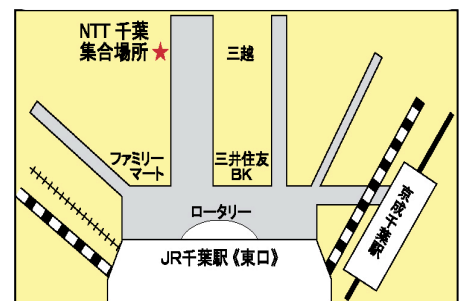 NTT 千葉
集合場所★
三越
ファミリー
マート
三井住友
BK
ロータリー
京成千葉駅
JR千葉駅《東口》